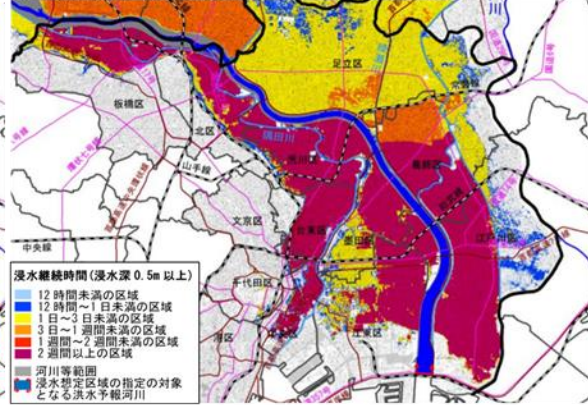 足立区
板橋区
北区
隅田川
荒川区
葛飾区
山手線
文京区
台東区
墨田区
江戸川区
中央線
千代田区
港区
江東区
浸水継続時間(浸水深 0.5m 以上)
12 時間未満の区域
12 時間～1 日未満の区域
1 日～3 日未満の区域
3 日～1 週間未満の区域
1 週間～2 週間未満の区域
2 週間以上の区域
河川等範囲
浸水想定区域の指定の対象
となる洪水予報河川